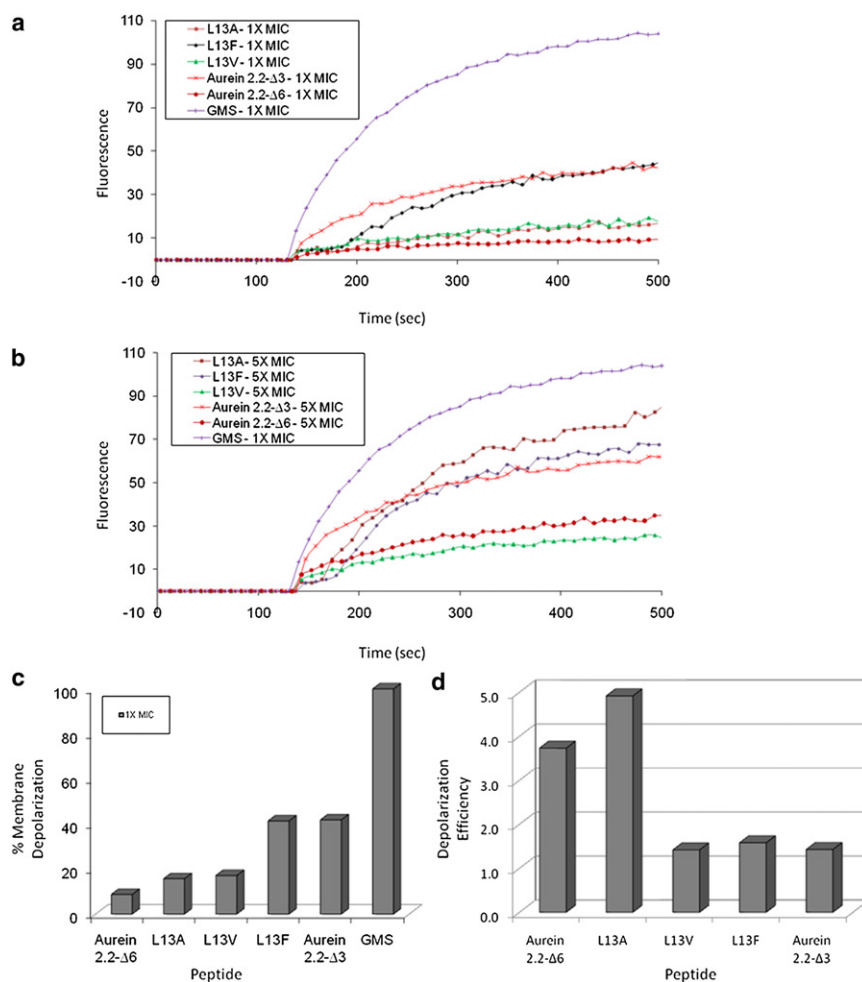 a
110
90
70
50
30
10
-10
Fluorescence
L13A - 1X MIC
L13F - 1X MIC
L13V - 1X MIC
Aurein 2.2-Δ3 - 1X MIC
Aurein 2.2-Δ6 - 1X MIC
GMS - 1X MIC
0 100 200 300 400 500
Time (sec)
b
110
90
70
50
30
10
-10
Fluorescence
L13A - 5X MIC
L13F - 5X MIC
L13V - 5X MIC
Aurein 2.2-Δ3 - 5X MIC
Aurein 2.2-Δ6 - 5X MIC
GMS - 1X MIC
0 100 200 300 400 500
Time (sec)
c
100
80
60
40
20
0
% Membrane
Depolarization
1X MIC
Aurein L13A L13V L13F Aurein GMS
2.2-Δ6 2.2-Δ3
Peptide
d
5.0
4.0
3.0
2.0
1.0
0.0
Depolarization
Efficiency
Aurein L13A L13V L13F Aurein
2.2-Δ6 2.2-Δ3
Peptide